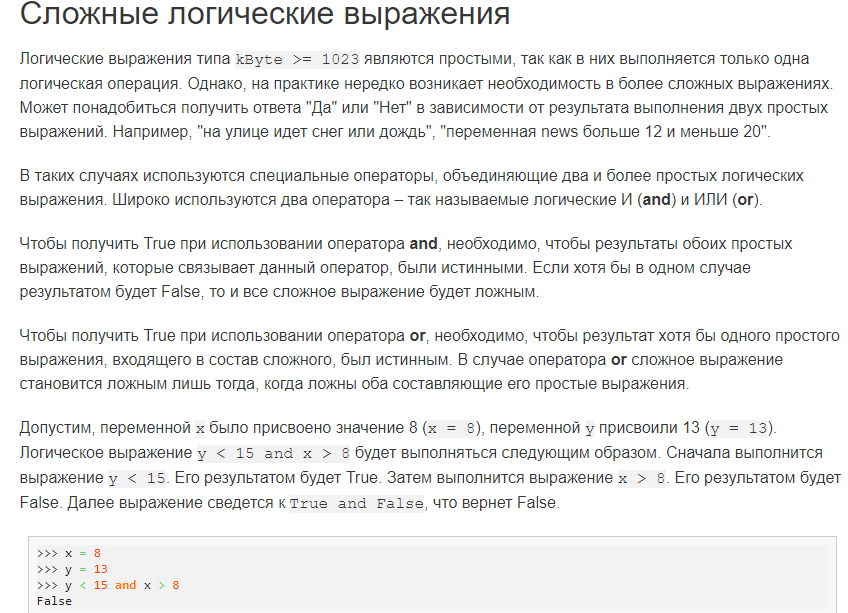 Сложные логические выражения
Логические выражения типа kByte >= 1023 являются простыми, так как в них выполняется только одна
логическая операция. Однако, на практике нередко возникает необходимость в более сложных выражениях.
Может понадобиться получить ответа "Да" или "Нет" в зависимости от результата выполнения двух простых
выражений. Например, "на улице идет снег или дождь", "переменная news больше 12 и меньше 20".
В таких случаях используются специальные операторы, объединяющие два и более простых логических
выражения. Широко используются два оператора – так называемые логические И (and) и ИЛИ (or).
Чтобы получить True при использовании оператора and, необходимо, чтобы результаты обоих простых
выражений, которые связывает данный оператор, были истинными. Если хотя бы в одном случае
результатом будет False, то и все сложное выражение будет ложным.
Чтобы получить True при использовании оператора or, необходимо, чтобы результат хотя бы одного простого
выражения, входящего в состав сложного, был истинным. В случае оператора or сложное выражение
становится ложным лишь тогда, когда ложны оба составляющие его простые выражения.
Допустим, переменной x было присвоено значение 8 (x = 8), переменной y присвоили 13 (y = 13).
Логическое выражение y < 15 and x > 8 будет выполняться следующим образом. Сначала выполнится
выражение y < 15. Его результатом будет True. Затем выполнится выражение x > 8. Его результатом будет
False. Далее выражение сведется к True and False, что вернет False.
>>> x = 8
>>> y = 13
>>> y < 15 and x > 8
False